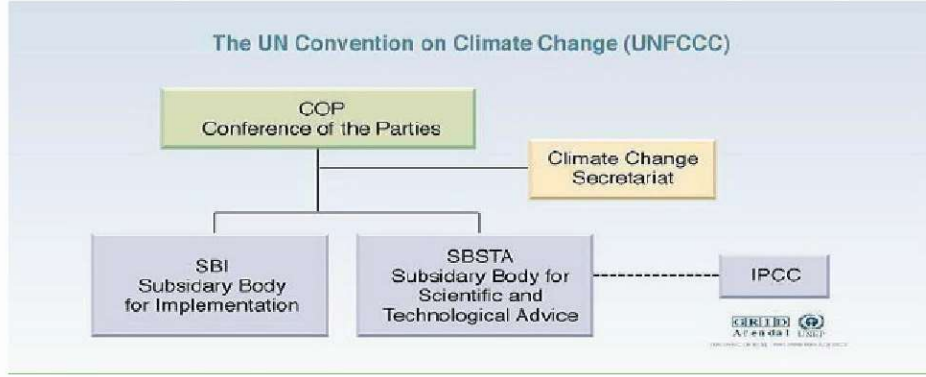 The UN Convention on Climate Change (UNFCCC)
COP
Conference of the Parties
Climate Change
Secretariat
SBI
Subsidary Body
for Implementation
SBSTA
Subsidary Body for
Scientific and
Technological Advice
IPCC
GRID
Arendal UNEP